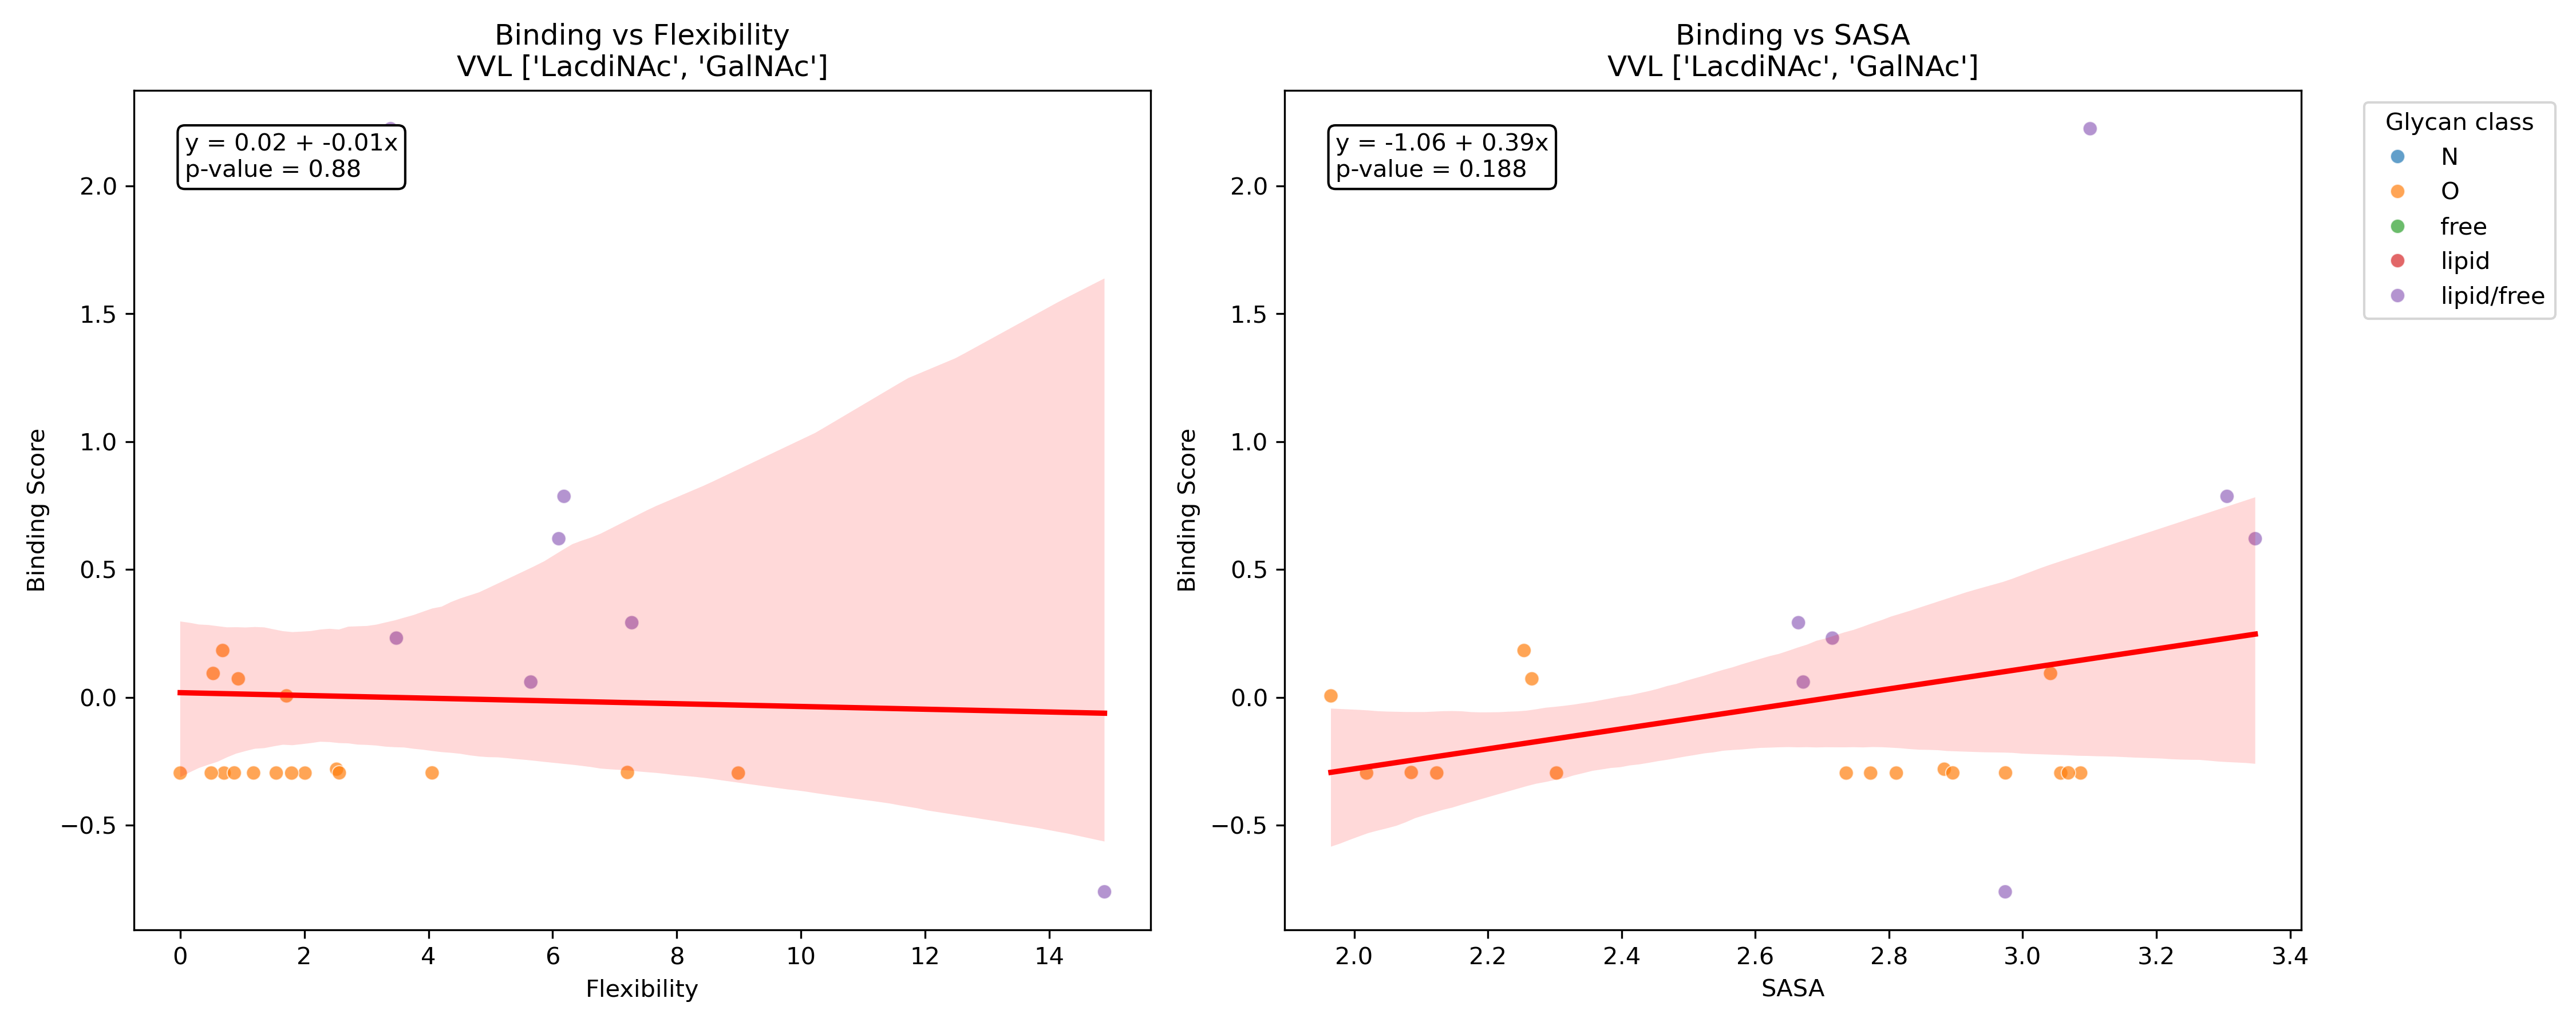 Binding vs Flexibility
VVL ['LacdiNAc', 'GalNAc']
y = 0.02 + -0.01x
p-value = 0.88
2.0
1.5
1.0
0.5
0.0
−0.5
Binding Score
0 2 4 6 8 10 12 14
Flexibility
Binding vs SASA
VVL ['LacdiNAc', 'GalNAc']
y = -1.06 + 0.39x
p-value = 0.188
2.0
1.5
1.0
0.5
0.0
−0.5
Binding Score
2.0 2.2 2.4 2.6 2.8 3.0 3.2 3.4
SASA
Glycan class
N
O
free
lipid
lipid/free